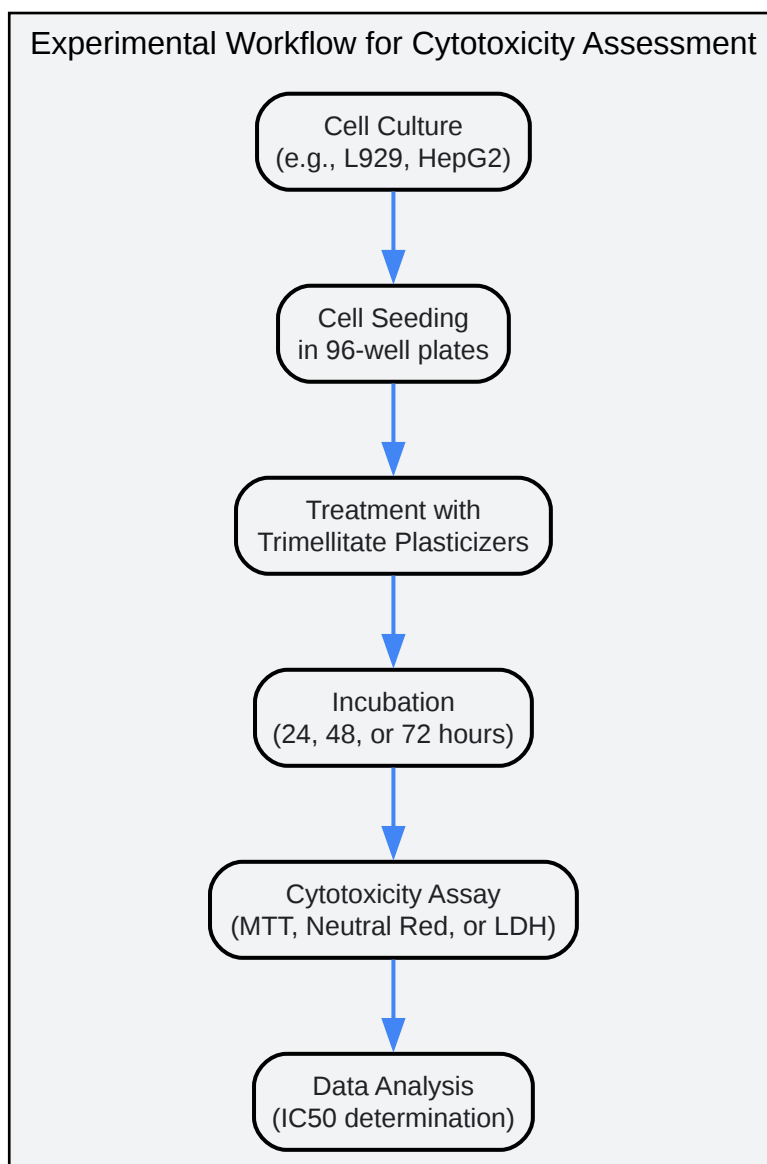 Experimental Workflow for Cytotoxicity Assessment
Cell Culture
(e.g., L929, HepG2)
Cell Seeding
in 96-well plates
Treatment with
Trimellitate Plasticizers
Incubation
(24, 48, or 72 hours)
Cytotoxicity Assay
(MTT, Neutral Red, or LDH)
Data Analysis
(IC50 determination)